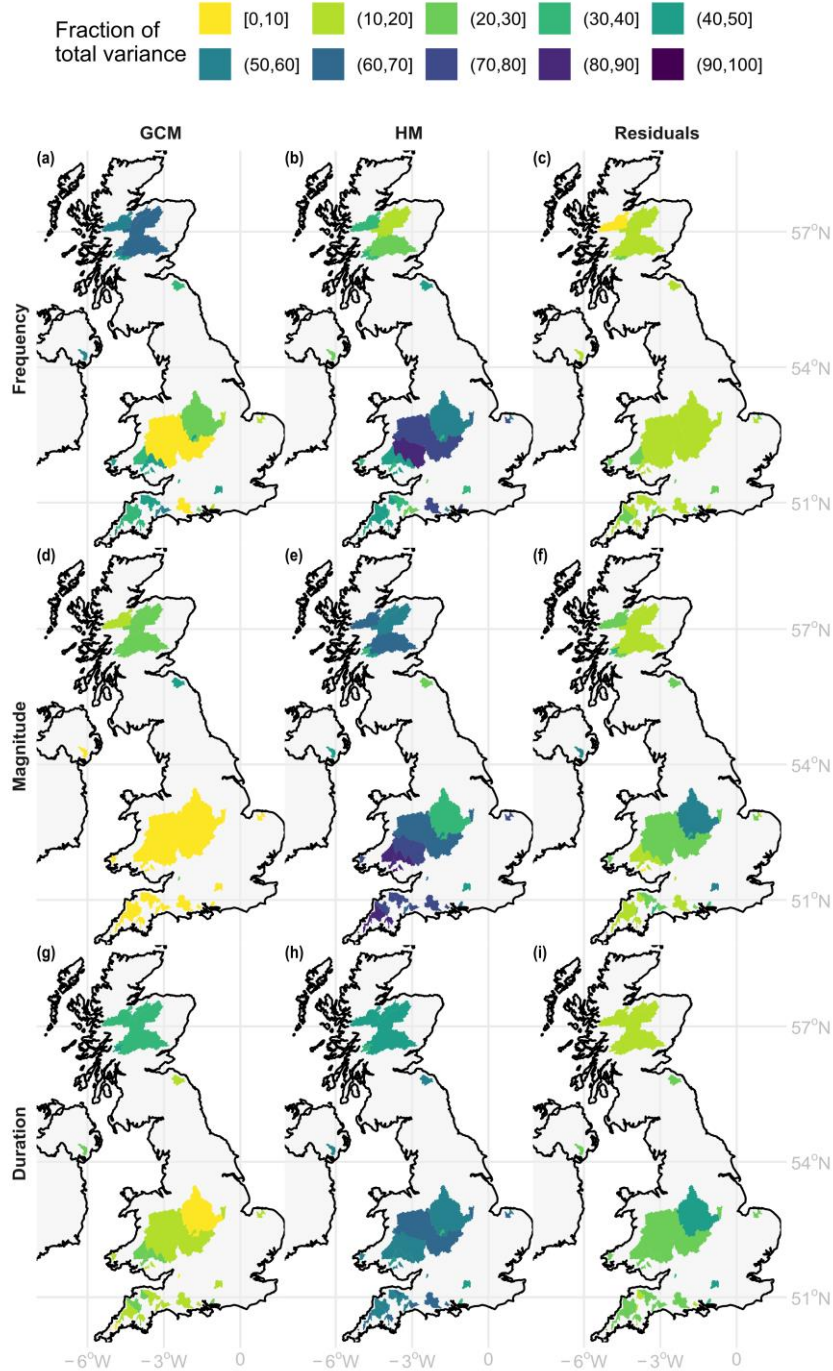 Fraction of
total variance
[0,10] (10,20] (20,30] (30,40] (40,50]
(50,60] (60,70] (70,80] (80,90] (90,100]
GCM HM Residuals
(a) (b) (c)
57°N
Frequency
54°N
51°N
(d) (e) (f)
57°N
Magnitude
54°N
51°N
(g) (h) (i)
57°N
Duration
54°N
51°N
−6°W −3°W 0 −6°W −3°W 0 −6°W −3°W 0